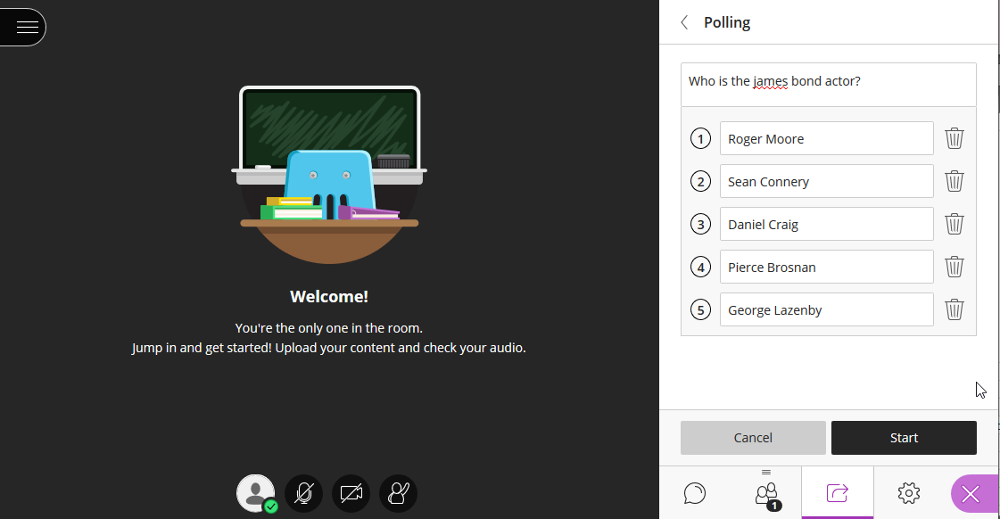 Polling
Who is the james bond actor?
1 Roger Moore
2 Sean Connery
3 Daniel Craig
4 Pierce Brosnan
5 George Lazenby
Cancel Start
1
Welcome!
You're the only one in the room.
Jump in and get started! Upload your content and check your audio.